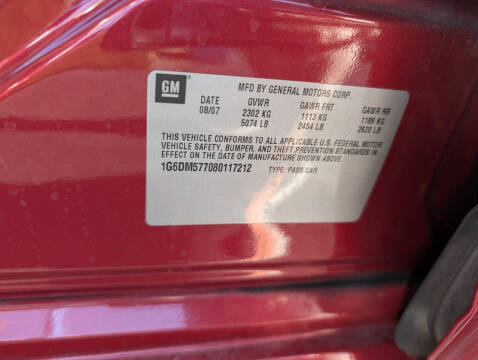 GM
MFD BY GENERAL MOTORS CORP.
DATE GVWR GAWR FRT GAWR RR
08/07 2302 KG 1113 KG 1189 KG
5074 LB 2454 LB 2620 LB
THIS VEHICLE CONFORMS TO ALL APPLICABLE U.S. FEDERAL MOTOR
VEHICLE SAFETY, BUMPER, AND THEFT PREVENTION STANDARDS IN
EFFECT ON THE DATE OF MANUFACTURE SHOWN ABOVE.
1G6DM577080117212 TYPE: PASS CAR